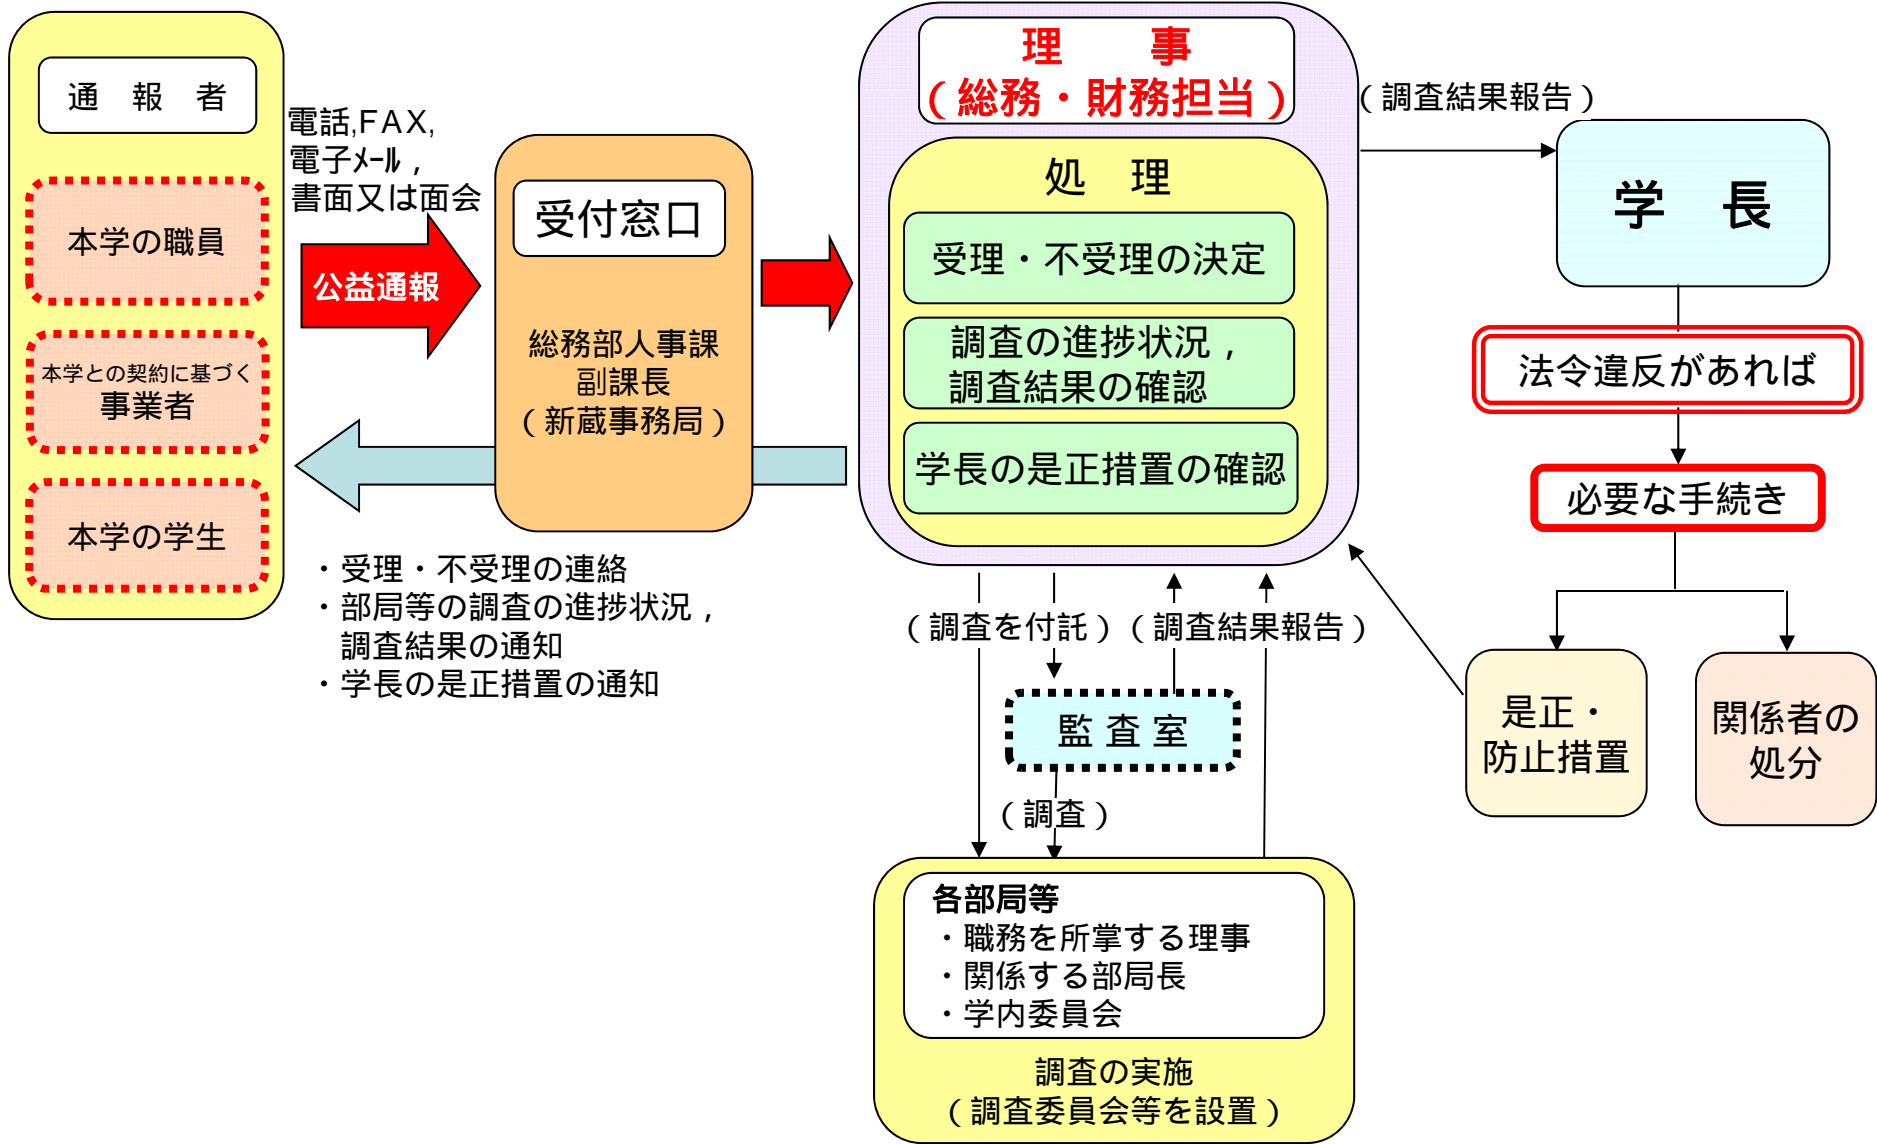 通　報　者
本学の職員
本学との契約に基づく
事業者
本学の学生
電話,FAX,
電子メール，
書面又は面会
公益通報
受付窓口
総務部人事課
副課長
（新蔵事務局）
・受理・不受理の連絡
・部局等の調査の進捗状況，
調査結果の通知
・学長の是正措置の通知
理　　事
（総務・財務担当）
処　理
受理・不受理の決定
調査の進捗状況，
調査結果の確認
学長の是正措置の確認
（調査を付託）
（調査結果報告）
監 査 室
（調査）
各部局等
・職務を所掌する理事
・関係する部局長
・学内委員会
調査の実施
（調査委員会等を設置）
（調査結果報告）
学　長
法令違反があれば
必要な手続き
是正・
防止措置
関係者の
処分